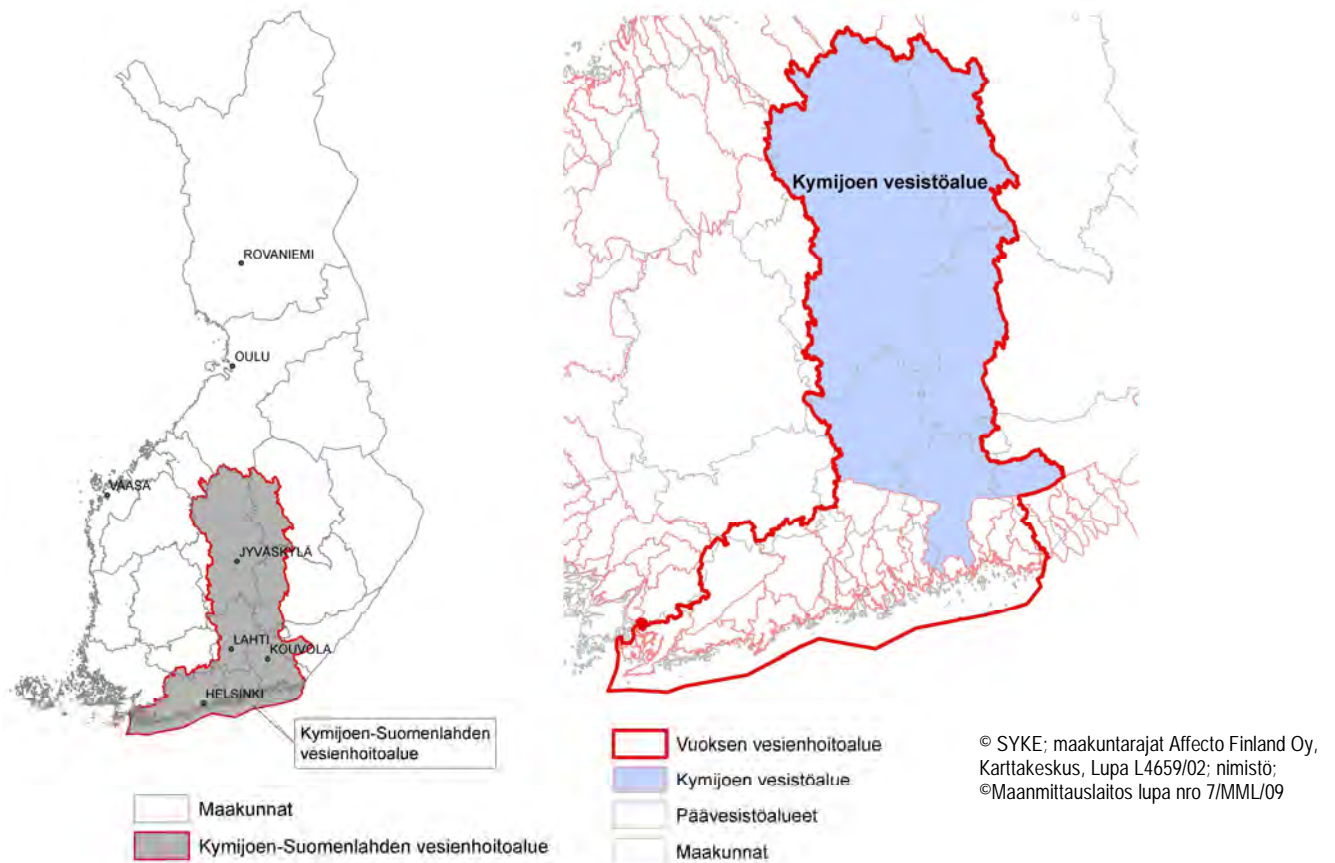 ROVANIEMI
OULU
VAASA
JYVÄSKYLÄ
LAHTI
KOUVOLA
HELSINKI
Kymijoen-Suomenlahden
vesienhoitoalue
Maakunnat
Kymijoen-Suomenlahden vesienhoitoalue
Kymijoen vesistöalue
Vuoksen vesienhoitoalue
Kymijoen vesistöalue
Päävesistöalueet
Maakunnat
© SYKE; maakuntarajat Affecto Finland Oy,
Karttakeskus, Lupa L4659/02; nimistö;
©Maanmittauslaitos lupa nro 7/MML/09